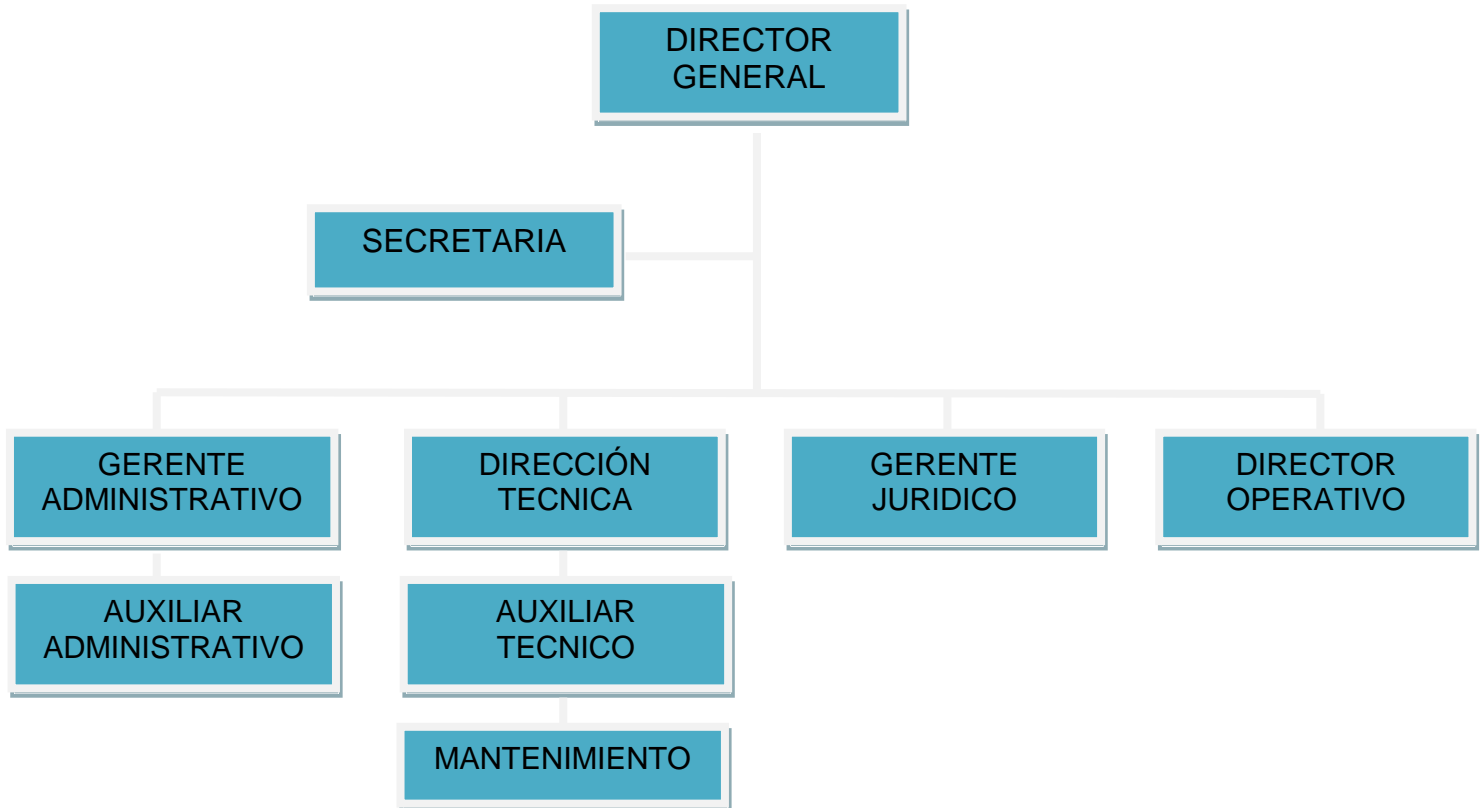 DIRECTOR
GENERAL
SECRETARIA
GERENTE
ADMINISTRATIVO
DIRECCIÓN
TECNICA
GERENTE
JURIDICO
DIRECTOR
OPERATIVO
AUXILIAR
ADMINISTRATIVO
AUXILIAR
TECNICO
MANTENIMIENTO